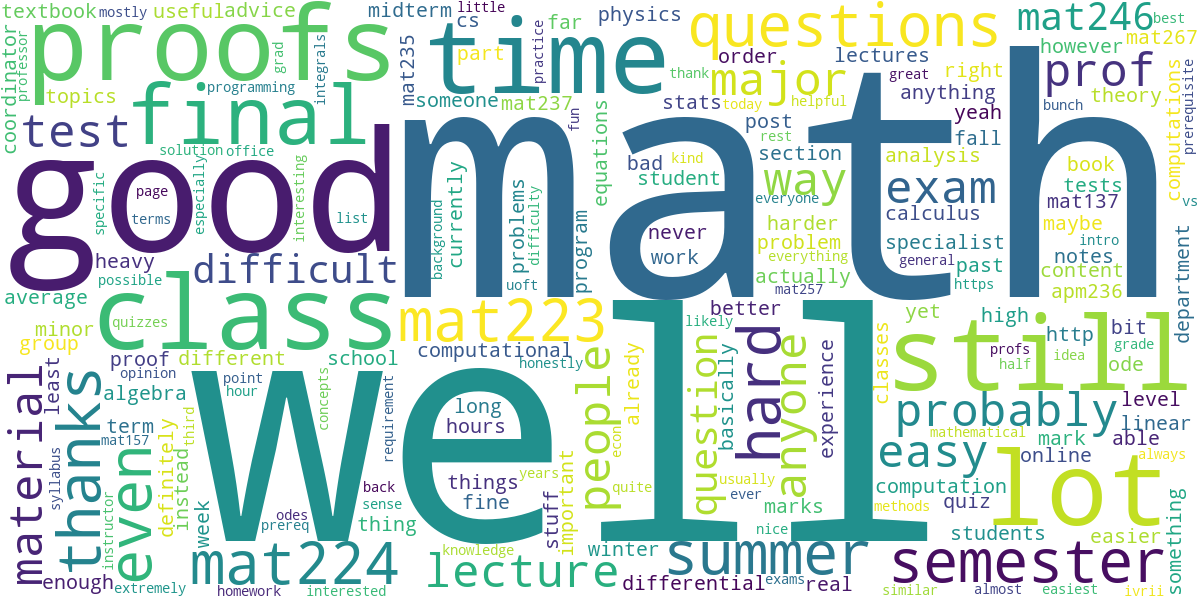 textbook
mostly
useful
advice
midterm
little
cs
far
physics
questions
mat246
best
proofs
time
part
practice
order
lectures
however
mat267
professor
coordinator
grad
integrals
mat235
major
right
prof
topics
programming
someone
mat237
thank
stats
today
helpful
great
anything
theory
final
fun
equations
post
yeah
bunch
prerequisite
computations
test
solution
office
rest
fall
good
math
way
section
analysis
book
specific
page
especially
interesting
currently
problems
difficulty
bad
kind
student
everyone
exam
tests
mat137
vs
terms
list
background
program
never
harder
calculus
maybe
intro
work
problem
everything
specialist
general
past
notes
content
department
heavy
difficult
uoft
actually
mat257
https
apm236
possible
average
class
mat223
better
yet
high
http
bit
grade
quizzes
likely
still
profs
idea
half
ode
minor
group
proof
different
school
computational
honestly
people
already
question
basically
hard
anyone
experience
classes
least
opinion
point
hour
algebra
material
thanks
even
term
mat157
definitely
instead
third
concepts
requirement
well
long
hours
econ
probably
level
linear
mathematical
mark
able
always
easy
lot
online
syllabus
instructor
week
back
sense
things
fine
years
quite
stuff
important
usually
ever
marks
computation
methods
quiz
odes
prereq
thing
nice
students
easier
something
mat224
knowledge
winter
summer
semester
enough
extremely
homework
interested
lecture
differential
exams
real
similar
almost
easiest
ivrii